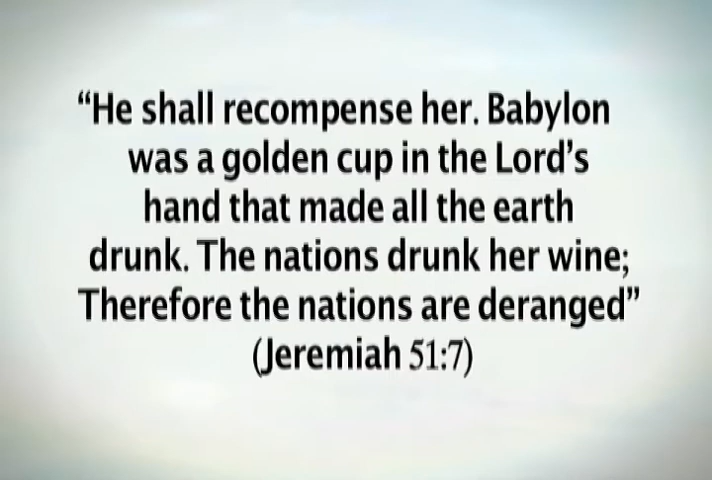 “He shall recompense her. Babylon
was a golden cup in the Lord’s
hand that made all the earth
drunk. The nations drunk her wine;
Therefore the nations are deranged”
(Jeremiah 51:7)